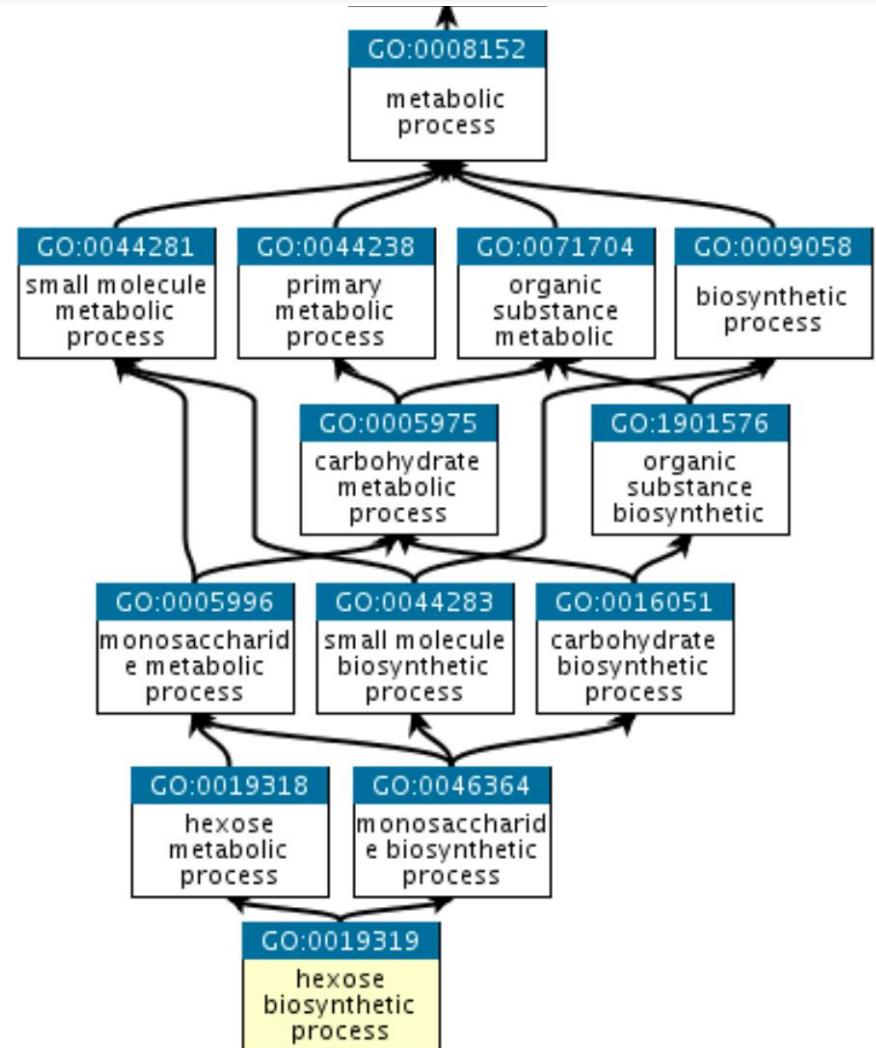 GO:0008152
metabolic
process
GO:0044281
small molecule
metabolic
process
GO:0044238
primary
metabolic
process
GO:0071704
organic
substance
metabolic
GO:0009058
biosynthetic
process
GO:0005975
carbohydrate
metabolic
process
GO:1901576
organic
substance
biosynthetic
GO:0005996
monosaccharid
e metabolic
process
GO:0044283
small molecule
biosynthetic
process
GO:0016051
carbohydrate
biosynthetic
process
GO:0019318
hexose
metabolic
process
GO:0046364
monosaccharid
e biosynthetic
process
GO:0019319
hexose
biosynthetic
process